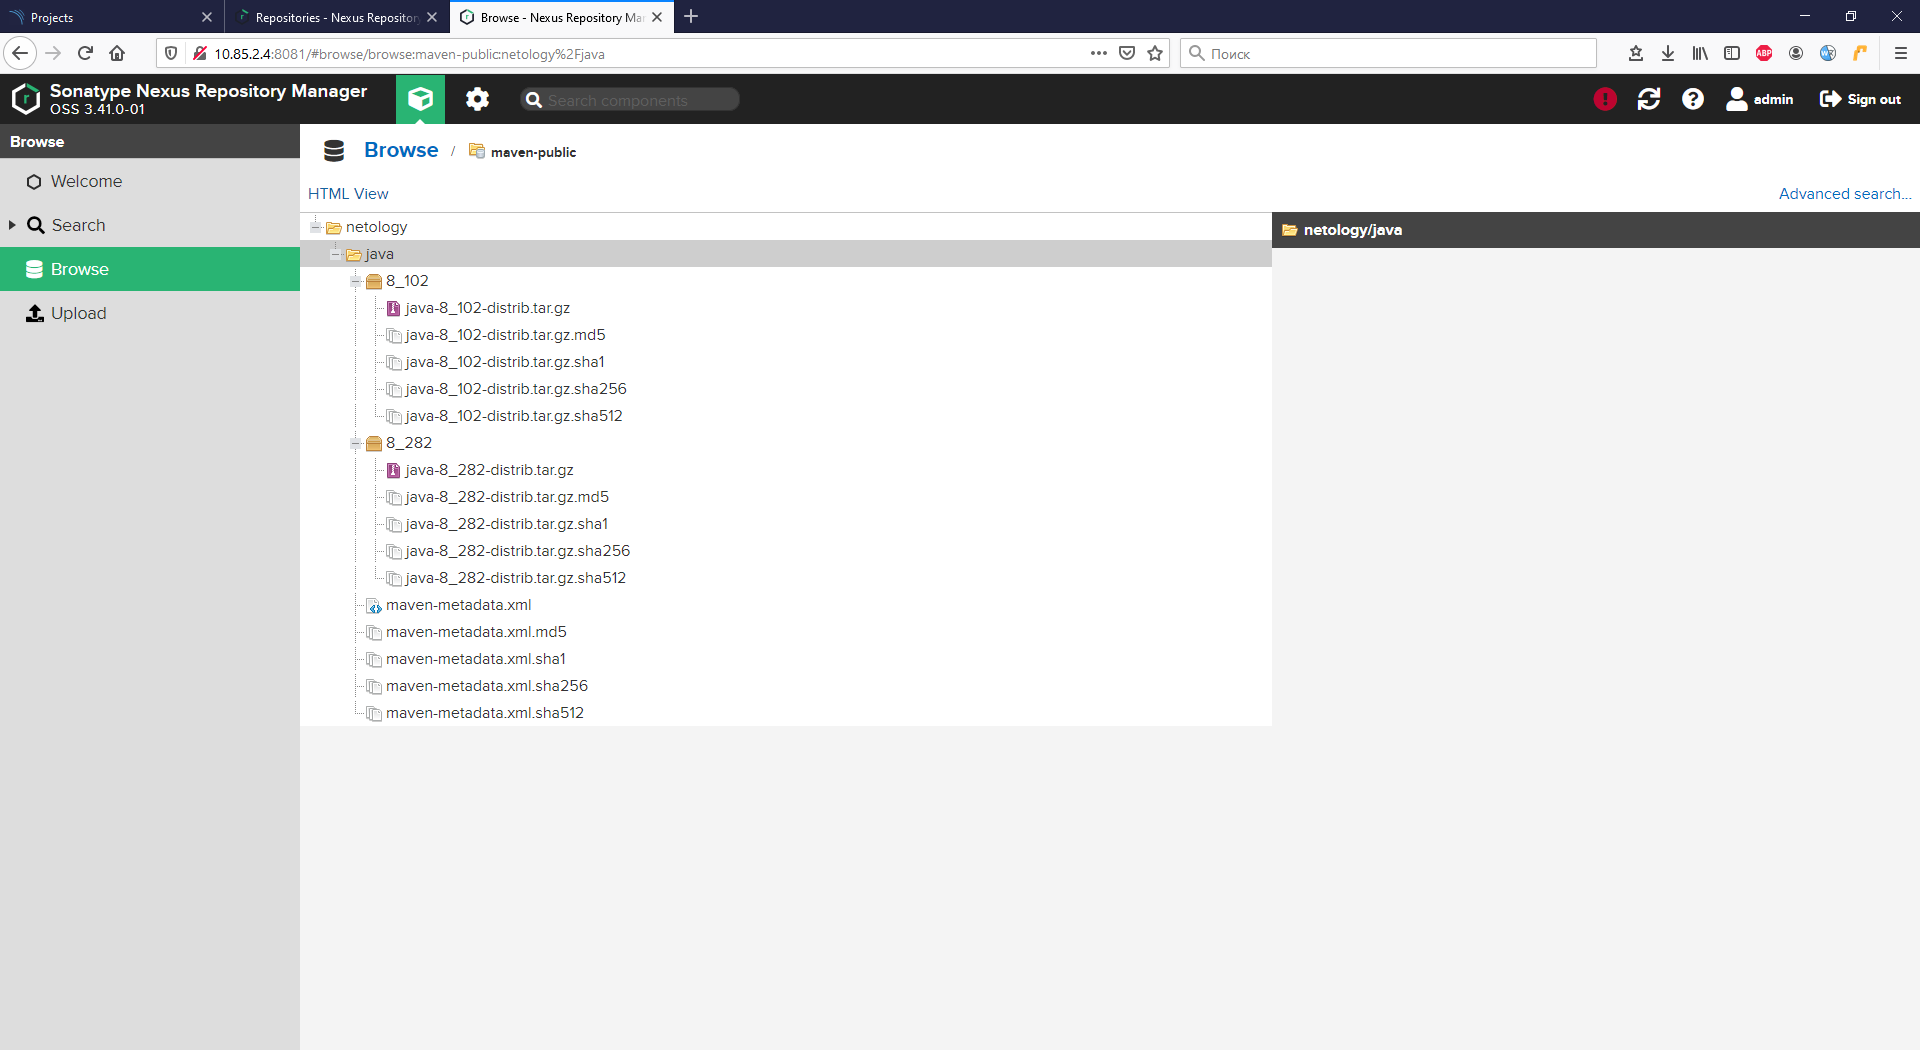 Projects
Repositories - Nexus Repository
Browse - Nexus Repository Ma
10.85.2.4:8081/#browse/browse:maven-public:netology%2Fjava
Поиск
ABP
Sonatype Nexus Repository Manager
OSS 3.41.0-01
Search components
admin
Sign out
Browse
Welcome
Search
Browse
Upload
Browse / maven-public
HTML View
Advanced search...
netology
java
8_102
java-8_102-distrib.tar.gz
java-8_102-distrib.tar.gz.md5
java-8_102-distrib.tar.gz.sha1
java-8_102-distrib.tar.gz.sha256
java-8_102-distrib.tar.gz.sha512
8_282
java-8_282-distrib.tar.gz
java-8_282-distrib.tar.gz.md5
java-8_282-distrib.tar.gz.sha1
java-8_282-distrib.tar.gz.sha256
java-8_282-distrib.tar.gz.sha512
maven-metadata.xml
maven-metadata.xml.md5
maven-metadata.xml.sha1
maven-metadata.xml.sha256
maven-metadata.xml.sha512
netology/java